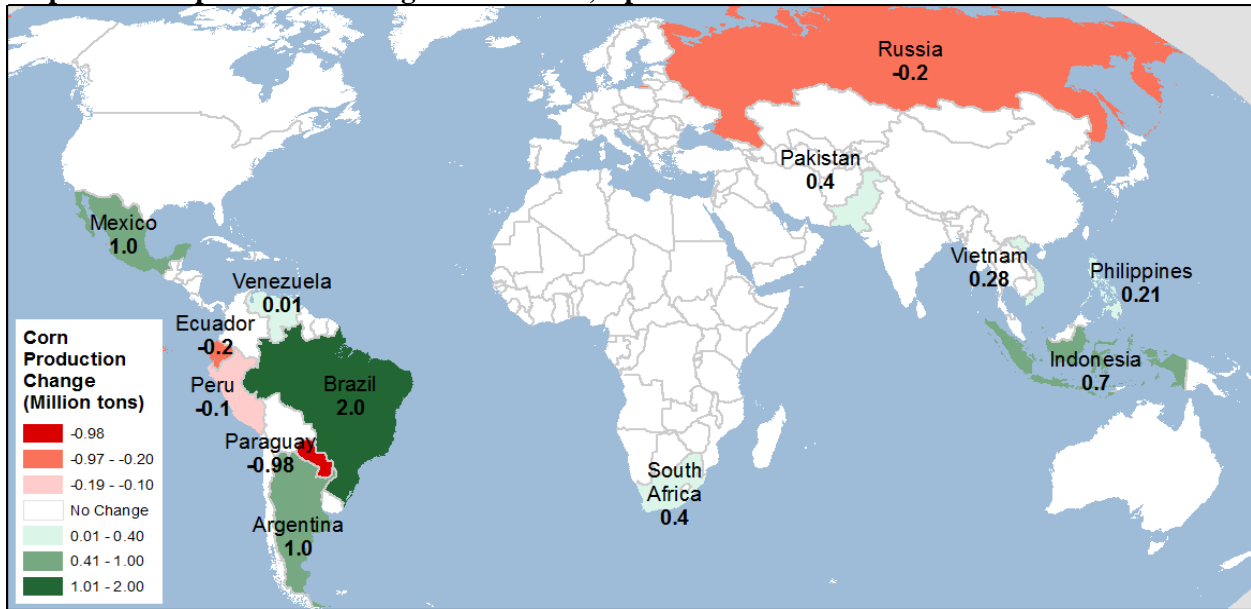 Russia
-0.2
Pakistan
0.4
Mexico
1.0
Vietnam
0.28
Philippines
0.21
Venezuela
0.01
Ecuador
-0.2
Indonesia
0.7
Peru
-0.1
Brazil
2.0
Paraguay
-0.98
South
Africa
0.4
Argentina
1.0
Corn
Production
Change
(Million tons)
-0.98
-0.97 - -0.20
-0.19 - -0.10
No Change
0.01 - 0.40
0.41 - 1.00
1.01 - 2.00